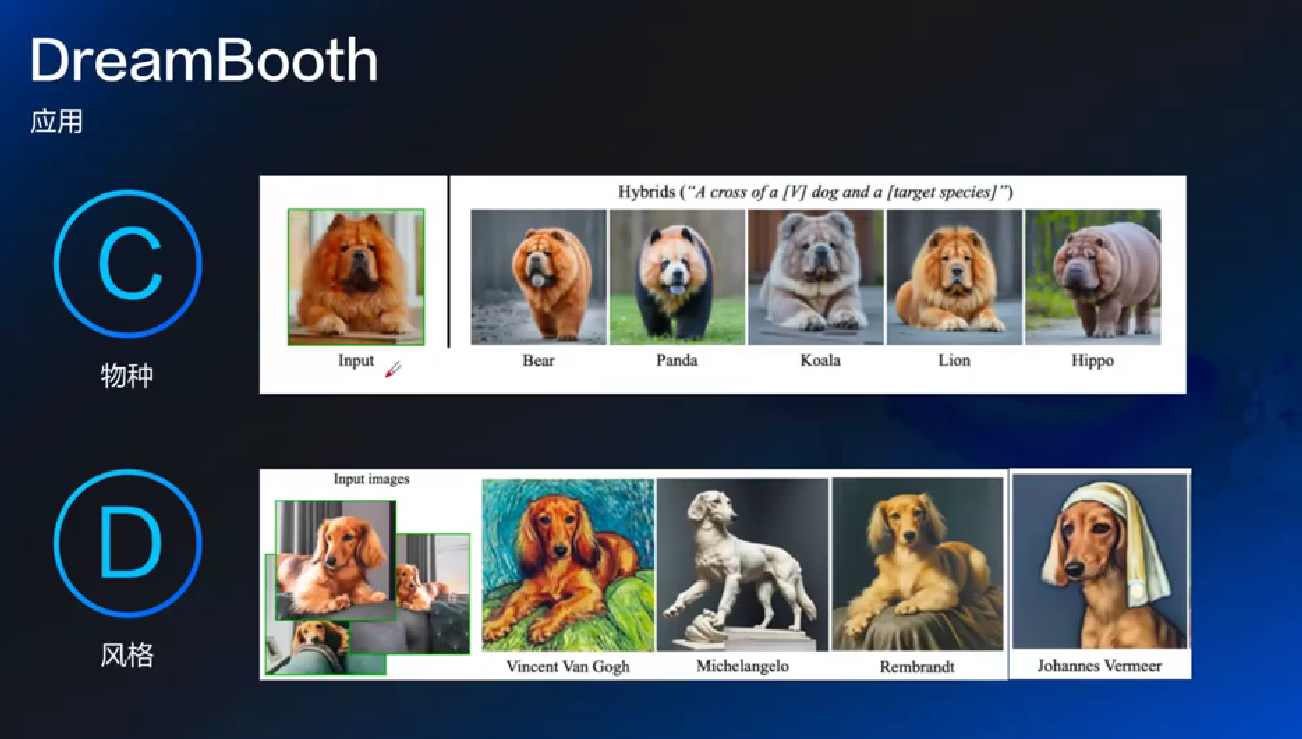 DreamBooth
应用
C
物种
Hybrids (“A cross of a [V] dog and a [target species]”)
Input
Bear
Panda
Koala
Lion
Hippo
D
风格
Input images
Vincent Van Gogh
Michelangelo
Rembrandt
Johannes Vermeer